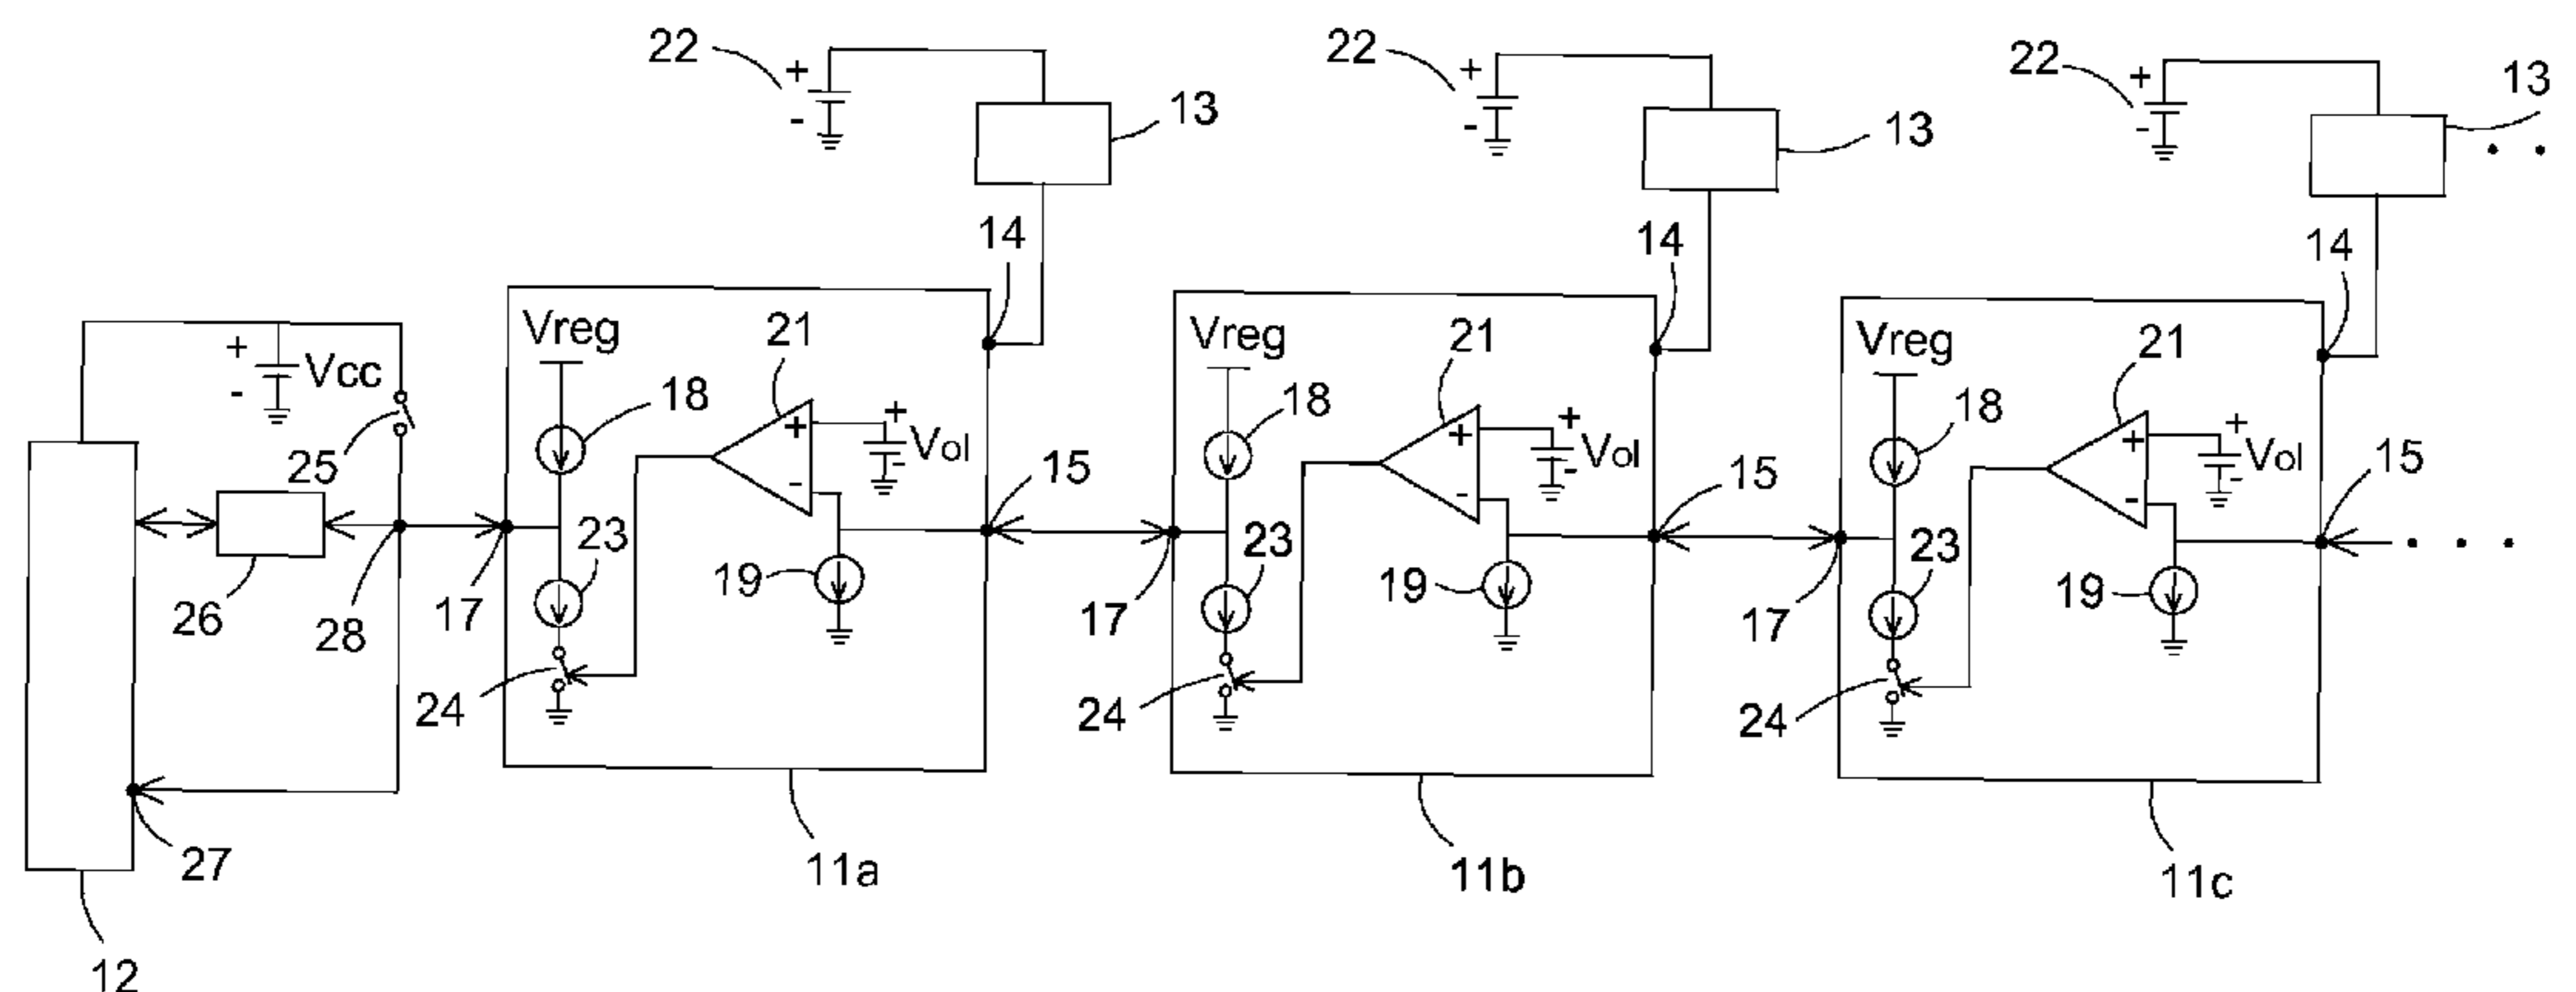 22 + - 13
22 + - 13
22 + - 13
14
14
14
Vreg 21 18 + - + - Vol 15
Vreg 21 18 + - + - Vol 15
Vreg 21 18 + - + - Vol 15
+ - Vcc
25
26
28
17 23 19 24
17 23 19 24
17 23 19 24
27
11a
11b
11c
12